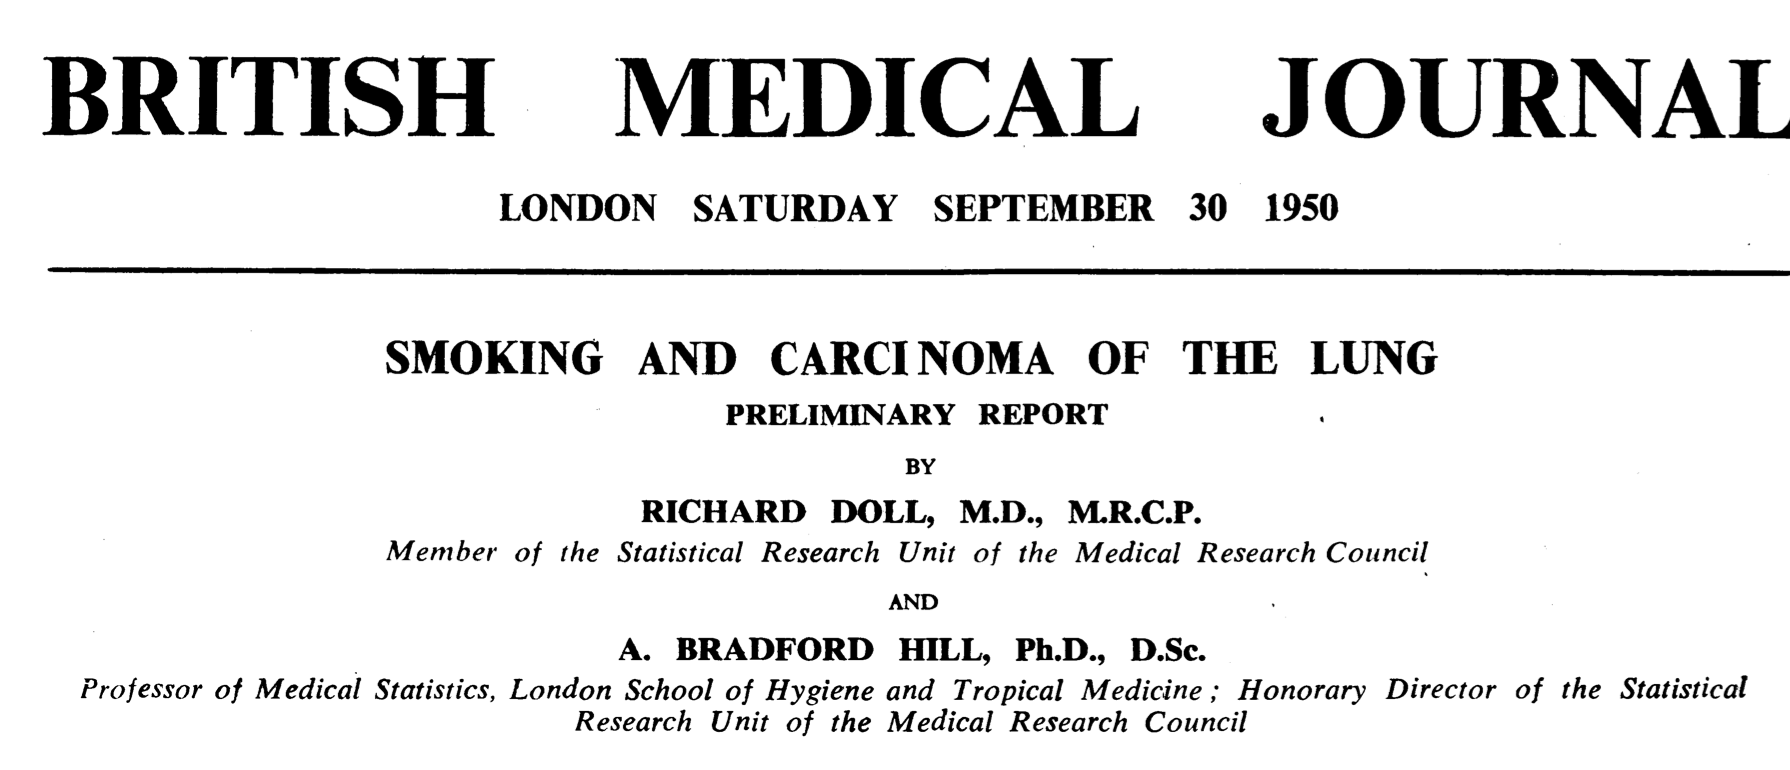 BRITISH MEDICAL JOURNAL
LONDON SATURDAY SEPTEMBER 30 1950
SMOKING AND CARCINOMA OF THE LUNG
PRELIMINARY REPORT
BY
RICHARD DOLL, M.D., M.R.C.P.
Member of the Statistical Research Unit of the Medical Research Council
AND
A. BRADFORD HILL, Ph.D., D.Sc.
Professor of Medical Statistics, London School of Hygiene and Tropical Medicine ; Honorary Director of the Statistical
Research Unit of the Medical Research Council